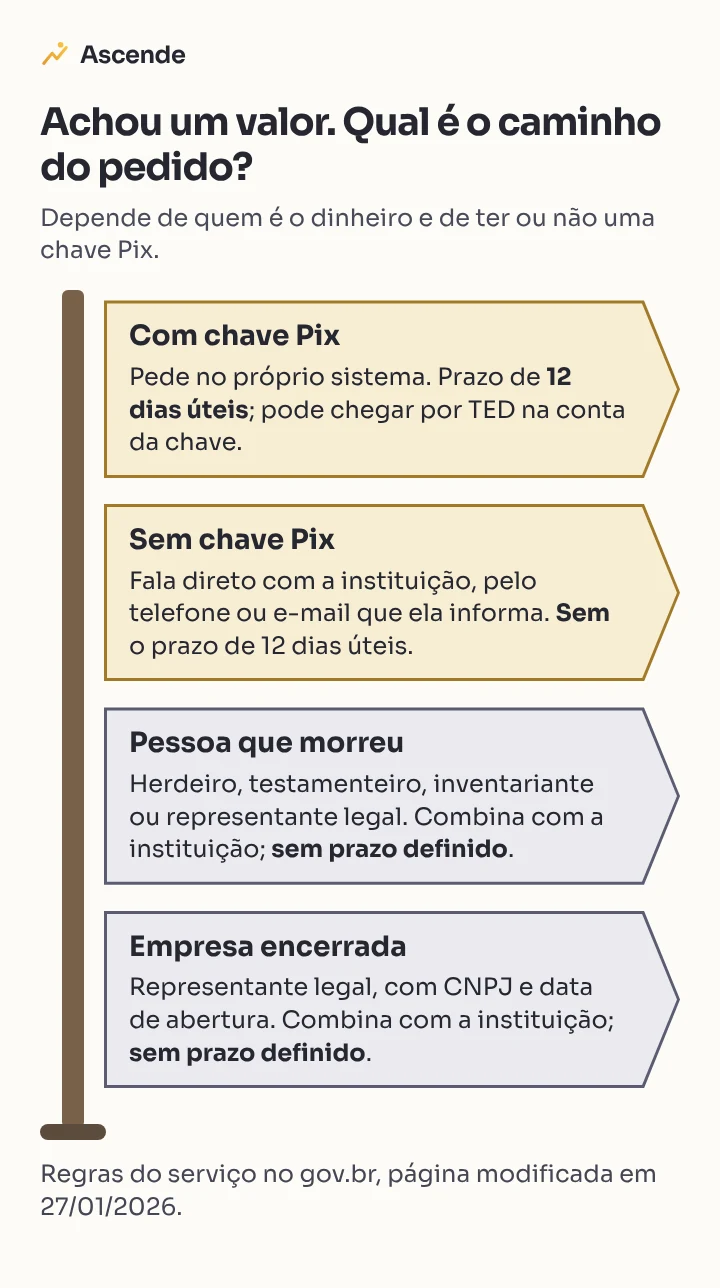 Ascende
Achou um valor. Qual é o caminho
do pedido?
Depende de quem é o dinheiro e de ter ou não uma
chave Pix.
Com chave Pix
Pede no próprio sistema. Prazo de 12
dias úteis; pode chegar por TED na conta
da chave.
Sem chave Pix
Fala direto com a instituição, pelo
telefone ou e-mail que ela informa. Sem
o prazo de 12 dias úteis.
Pessoa que morreu
Herdeiro, testamenteiro, inventariante
ou representante legal. Combina com a
instituição; sem prazo definido.
Empresa encerrada
Representante legal, com CNPJ e data
de abertura. Combina com a instituição;
sem prazo definido.
Regras do serviço no gov.br, página modificada em
27/01/2026.